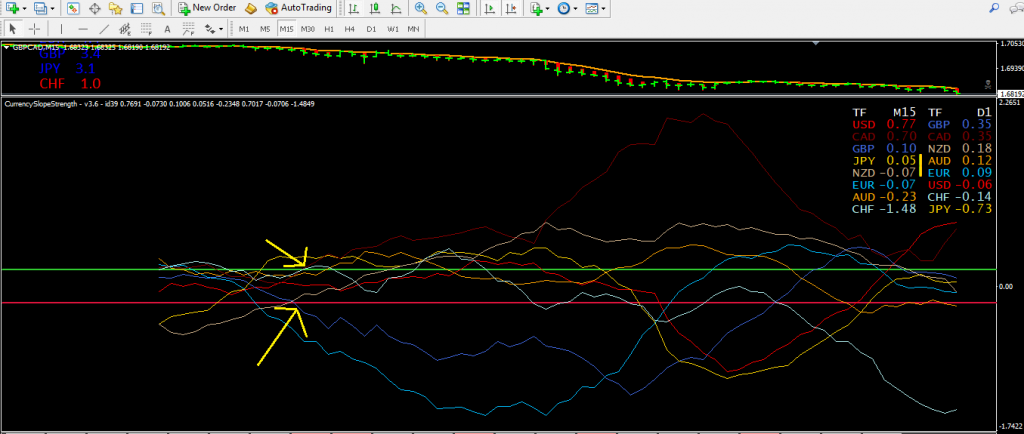 New Order AutoTrading
A T M1 M5 M15 M30 H1 H4 D1 W1 MN
GBPCAD,M15 1.68323 1.68325 1.68190 1.68192
1.70530
GBP 3.4
JPY 3.1
1.69390
CHF 1.0
1.68192
CurrencySlopeStrength - v3.6 - id39 0.7691 -0.0730 0.1006 0.0516 -0.2348 0.7017 -0.0706 -1.4849
2.2651
TF M15 TF D1
USD 0.77 GBP 0.35
CAD 0.70 CAD 0.35
GBP 0.10 NZD 0.18
JPY 0.05 AUD 0.12
NZD -0.07 EUR 0.09
EUR -0.07 USD -0.06
AUD -0.23 CHF -0.14
CHF -1.48 JPY -0.73
0.00
-1.7422